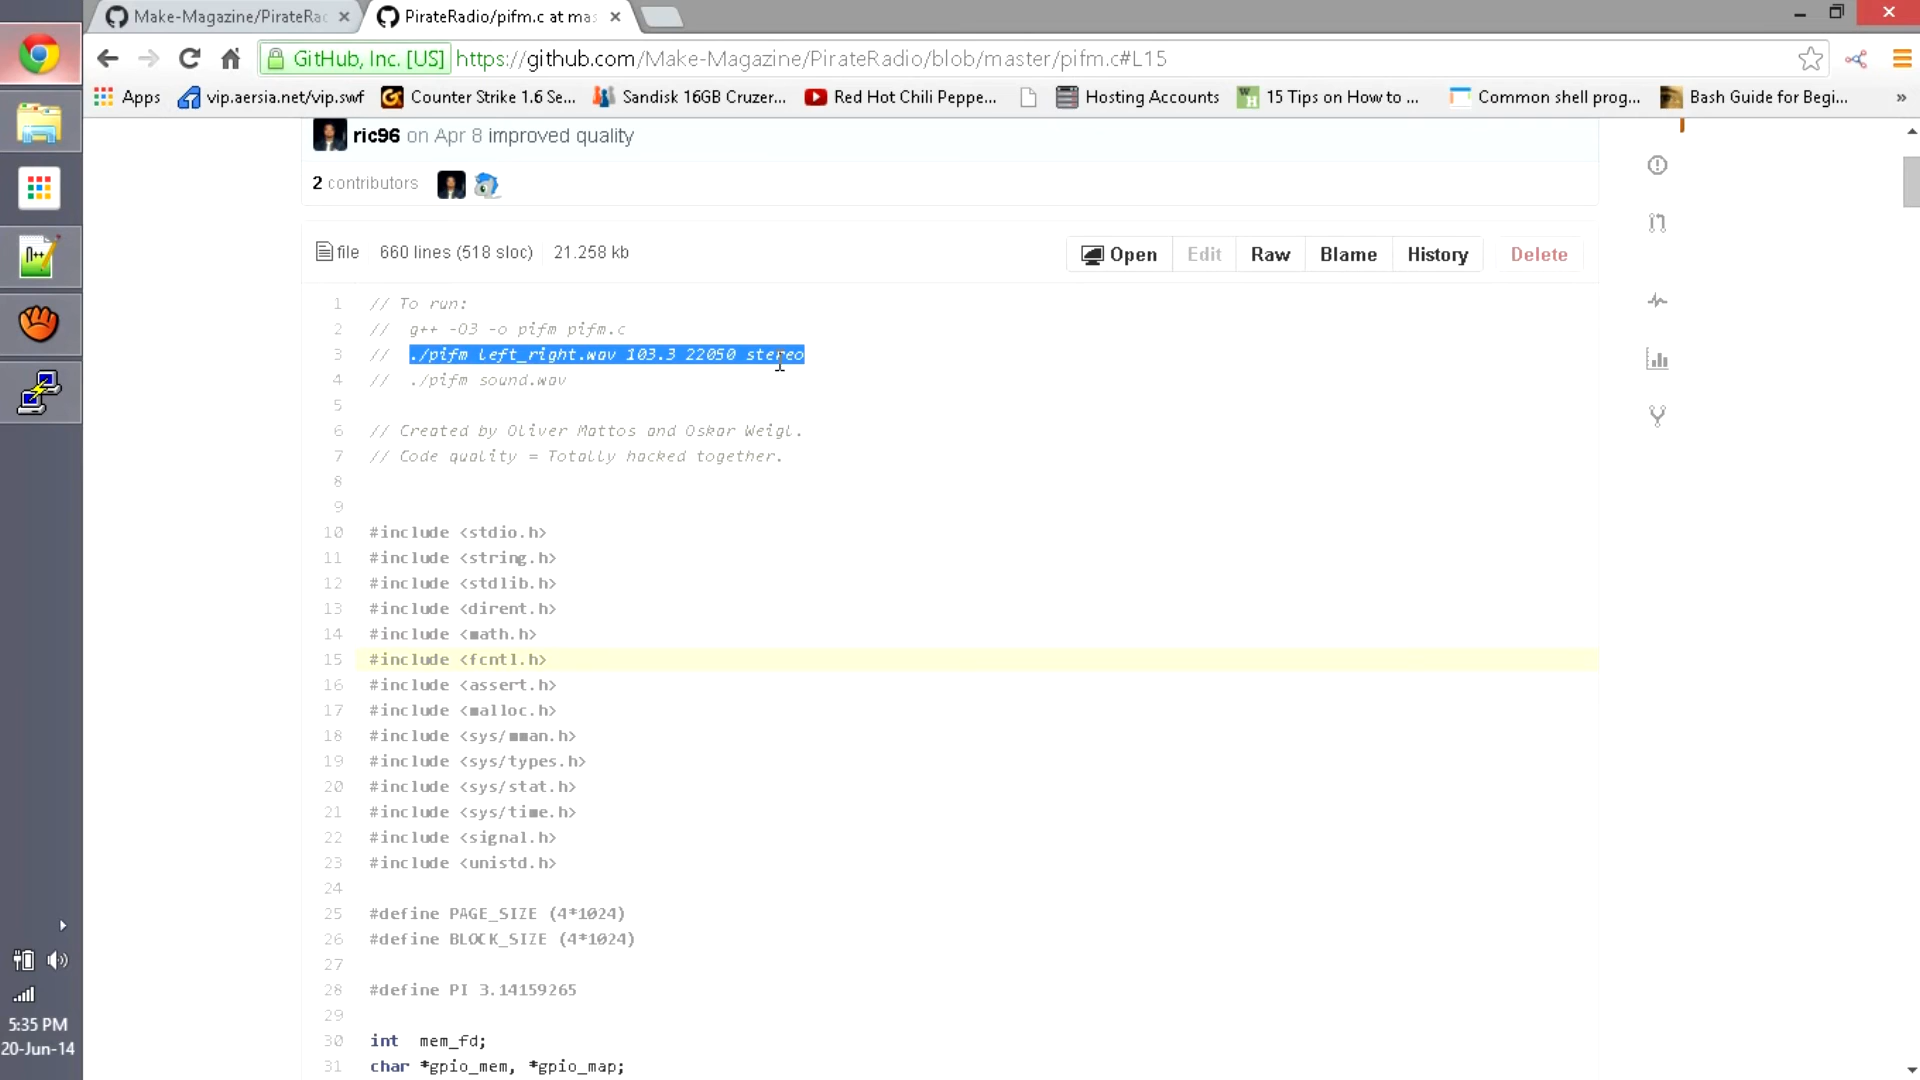 Make-Magazine/PirateRac
PirateRadio/pifm.c at mas
GitHub, Inc. [US] https://github.com/Make-Magazine/PirateRadio/blob/master/pifm.c#L15
Apps vip.aersia.net/vip.swf Counter Strike 1.6 Se... Sandisk 16GB Cruzer... Red Hot Chili Peppe... Hosting Accounts 15 Tips on How to ... Common shell prog... Bash Guide for Begi... »
ric96 on Apr 8 improved quality
2 contributors
file 660 lines (518 sloc) 21.258 kb Open Edit Raw Blame History Delete
1 // To run:
2 // g++ -O3 -o pifm pifm.c
3 // ./pifm left_right.wav 103.3 22050 stereo
4 // ./pifm sound.wav
5
6 // Created by Oliver Mattos and Oskar Weigl.
7 // Code quality = Totally hacked together.
8
9
10 #include <stdio.h>
11 #include <string.h>
12 #include <stdlib.h>
13 #include <dirent.h>
14 #include <math.h>
15 #include <fcntl.h>
16 #include <assert.h>
17 #include <malloc.h>
18 #include <sys/mman.h>
19 #include <sys/types.h>
20 #include <sys/stat.h>
21 #include <sys/time.h>
22 #include <signal.h>
23 #include <unistd.h>
24
25 #define PAGE_SIZE (4*1024)
26 #define BLOCK_SIZE (4*1024)
27
28 #define PI 3.14159265
29
30 int mem_fd;
31 char *gpio_mem, *gpio_map;
5:35 PM
20-Jun-14